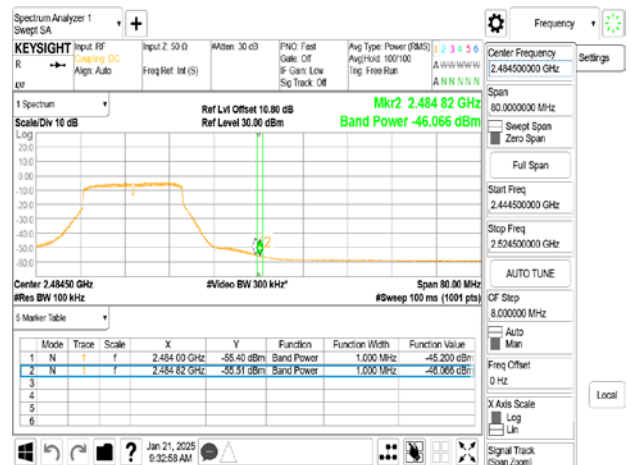 Spectrum Analyzer 1
Swept SA
Frequency
KEYSIGHT
R
Input: RF
Coupling: DC
Align: Auto
Input Z: 50 Ω
Freq Ref: Int (S)
#Atten: 30 dB
PNO: Fast
Gate: Off
IF Gain: Low
Sig Track: Off
Avg Type: Power (RMS)
Avg|Hold: 100/100
Trig: Free Run
1 2 3 4 5 6
A W W W W W
A N N N N N
Settings
Center Frequency
2.484500000 GHz
Span
80.0000000 MHz
Swept Span
Zero Span
Full Span
Start Freq
2.444500000 GHz
Stop Freq
2.524500000 GHz
AUTO TUNE
CF Step
8.000000 MHz
Auto
Man
Freq Offset
0 Hz
X Axis Scale
Log
Lin
Signal Track
(Span Zoom)
Local
1 Spectrum
Scale/Div 10 dB
Ref Lvl Offset 10.80 dB
Ref Level 30.00 dBm
Mkr2 2.484 82 GHz
Band Power -46.066 dBm
Log
20.0
10.0
0.00
-10.0
-20.0
-30.0
-40.0
-50.0
-60.0
2
Center 2.48450 GHz
#Res BW 100 kHz
#Video BW 300 kHz*
Span 80.00 MHz
#Sweep 100 ms (1001 pts)
5 Marker Table
Mode Trace Scale X Y Function Function Width Function Value
1 N 1 f 2.484 00 GHz -55.40 dBm Band Power 1.000 MHz -45.200 dBm
2 N 1 f 2.484 82 GHz -55.51 dBm Band Power 1.000 MHz -46.066 dBm
3
4
5
6
?
Jan 21, 2025
9:32:58 AM